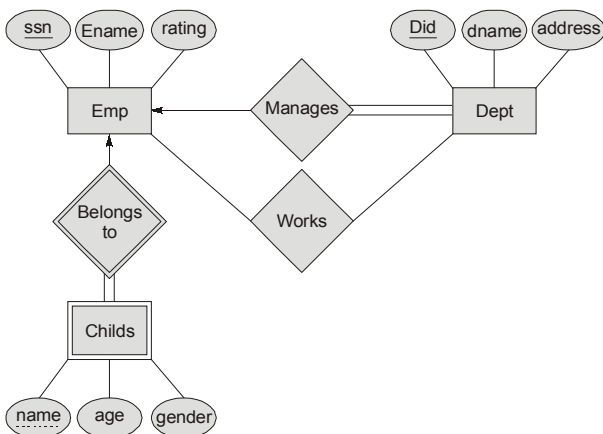 ssn
Ename
rating
Did
dname
address
Emp
Manages
Dept
Belongs
to
Works
Childs
name
age
gender